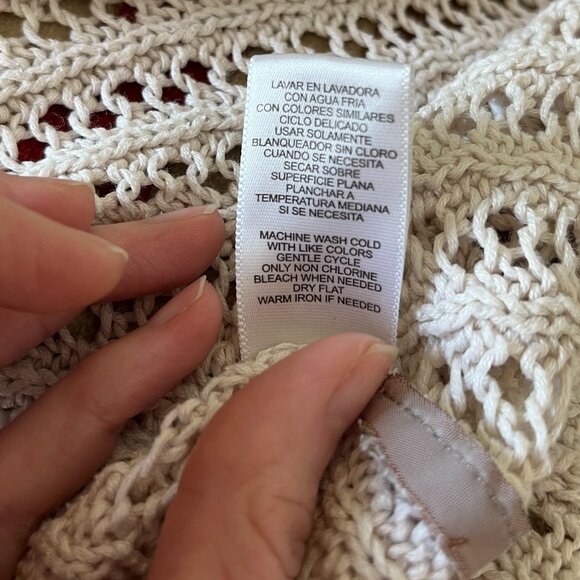 LAVAR EN LAVADORA
CON AGUA FRIA
CON COLORES SIMILARES
CICLO DELICADO
USAR SOLAMENTE
BLANQUEADOR SIN CLORO
CUANDO SE NECESITA
SECAR SOBRE
SUPERFICIE PLANA
PLANCHAR A
TEMPERATURA MEDIANA
SI SE NECESITA
MACHINE WASH COLD
WITH LIKE COLORS
GENTLE CYCLE
ONLY NON CHLORINE
BLEACH WHEN NEEDED
DRY FLAT
WARM IRON IF NEEDED